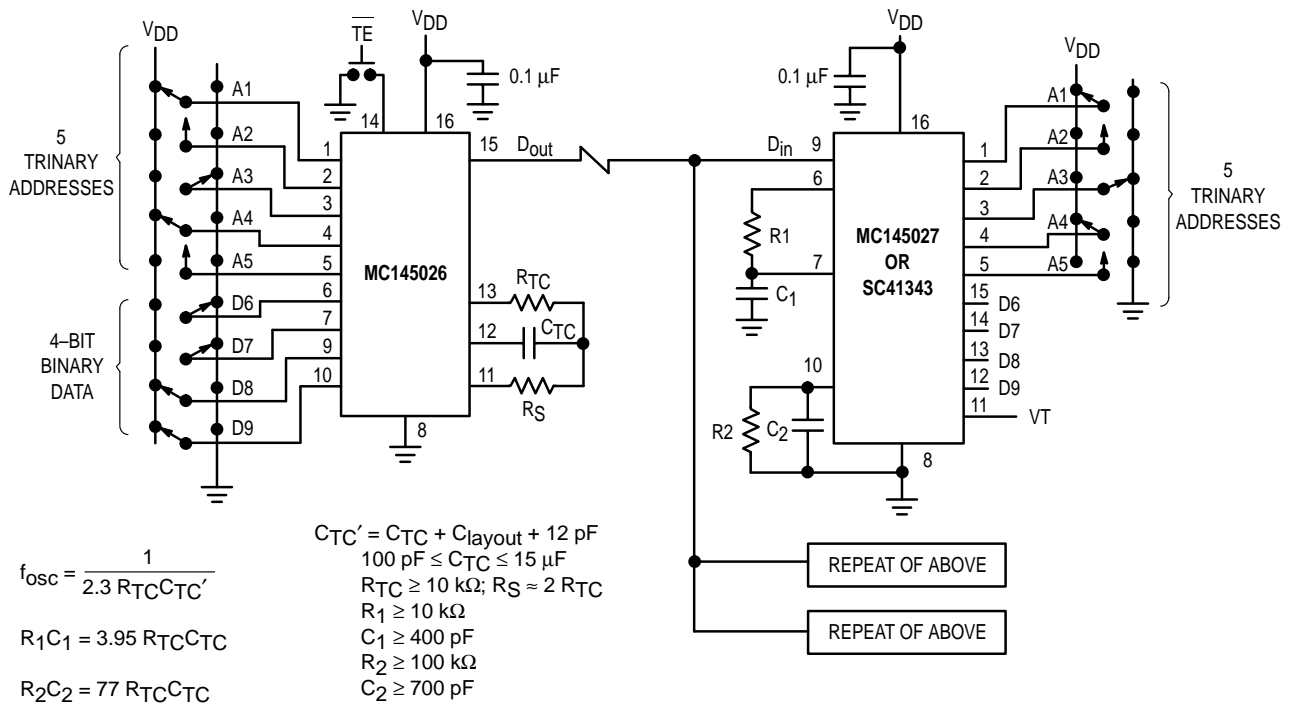 VDD
5
TRINARY
ADDRESSES
4–BIT
BINARY
DATA
A1
A2
A3
A4
A5
D6
D7
D8
D9
TE
VDD
0.1 µF
14
16
1
2
3
4
5
6
7
9
10
MC145026
15
Dout
13
RTC
12
CTC
11
RS
8
VDD
0.1 µF
16
Din
9
6
R1
7
C1
10
R2
C2
MC145027
OR
SC41343
1
2
3
4
5
15
D6
14
D7
13
D8
12
D9
11
VT
8
VDD
A1
A2
A3
A4
A5
5
TRINARY
ADDRESSES
REPEAT OF ABOVE
REPEAT OF ABOVE
fosc = 1
2.3 RTCCTC′
R1C1 = 3.95 RTCCTC
R2C2 = 77 RTCCTC
CTC′ = CTC + Clayout + 12 pF
100 pF ≤ CTC ≤ 15 µF
RTC ≥ 10 kΩ; RS ≈ 2 RTC
R1 ≥ 10 kΩ
C1 ≥ 400 pF
R2 ≥ 100 kΩ
C2 ≥ 700 pF